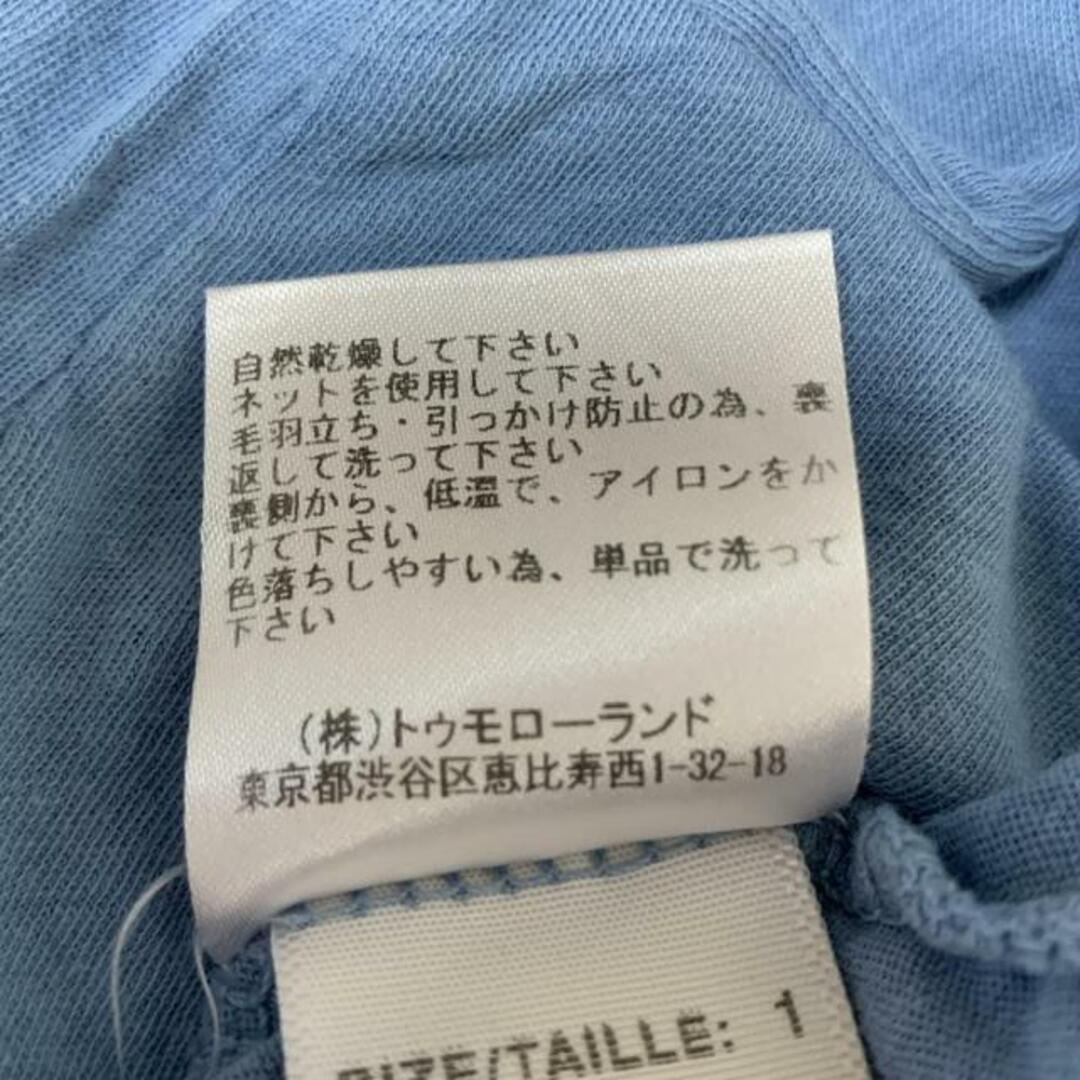 自然乾燥して下さい
ネットを使用して下さい
毛羽立ち・引っかけ防止の為、裏
返して洗って下さい
裏側から、低温で、アイロンをか
けて下さい
色落ちしやすい為、単品で洗って
下さい
(株)トゥモローランド
東京都渋谷区恵比寿西1-32-18
SIZE/TAILLE: 1